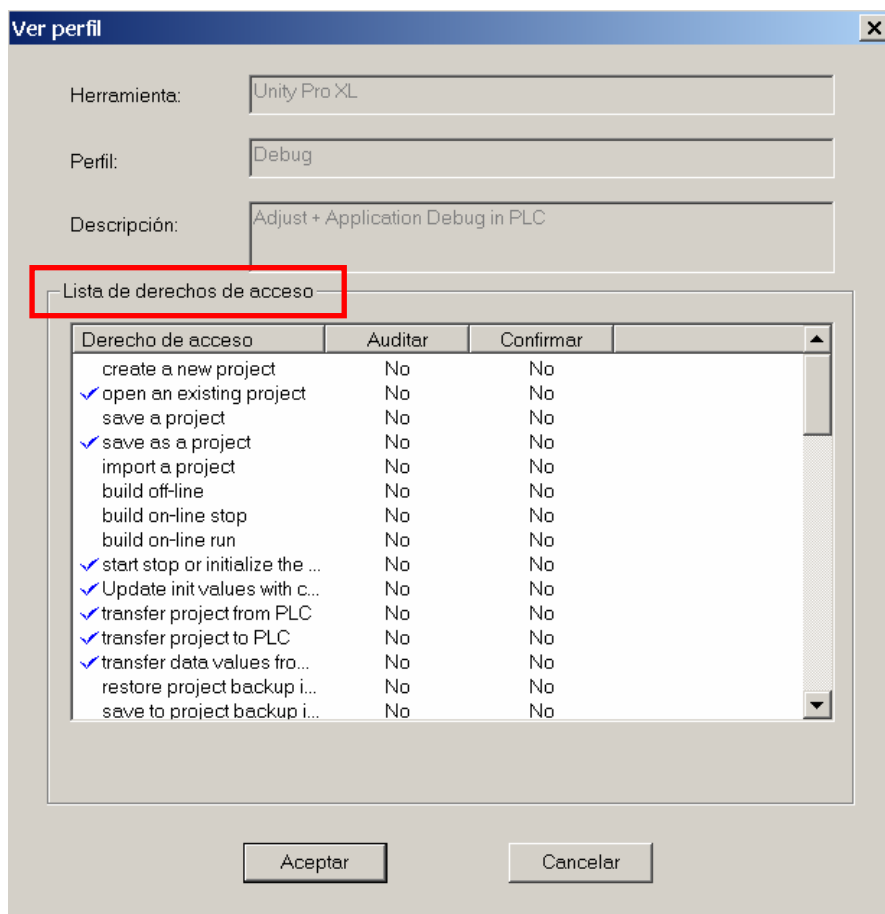 Ver perfil
Herramienta: Unity Pro XL
Perfil: Debug
Descripción: Adjust + Application Debug in PLC
Lista de derechos de acceso
Derecho de acceso Auditar Confirmar
create a new project No No
open an existing project No No
save a project No No
save as a project No No
import a project No No
build off-line No No
build on-line stop No No
build on-line run No No
start stop or initialize the ... No No
Update init values with c... No No
transfer project from PLC No No
transfer project to PLC No No
transfer data values fro... No No
restore project backup i... No No
save to project backup i... No No
Aceptar Cancelar